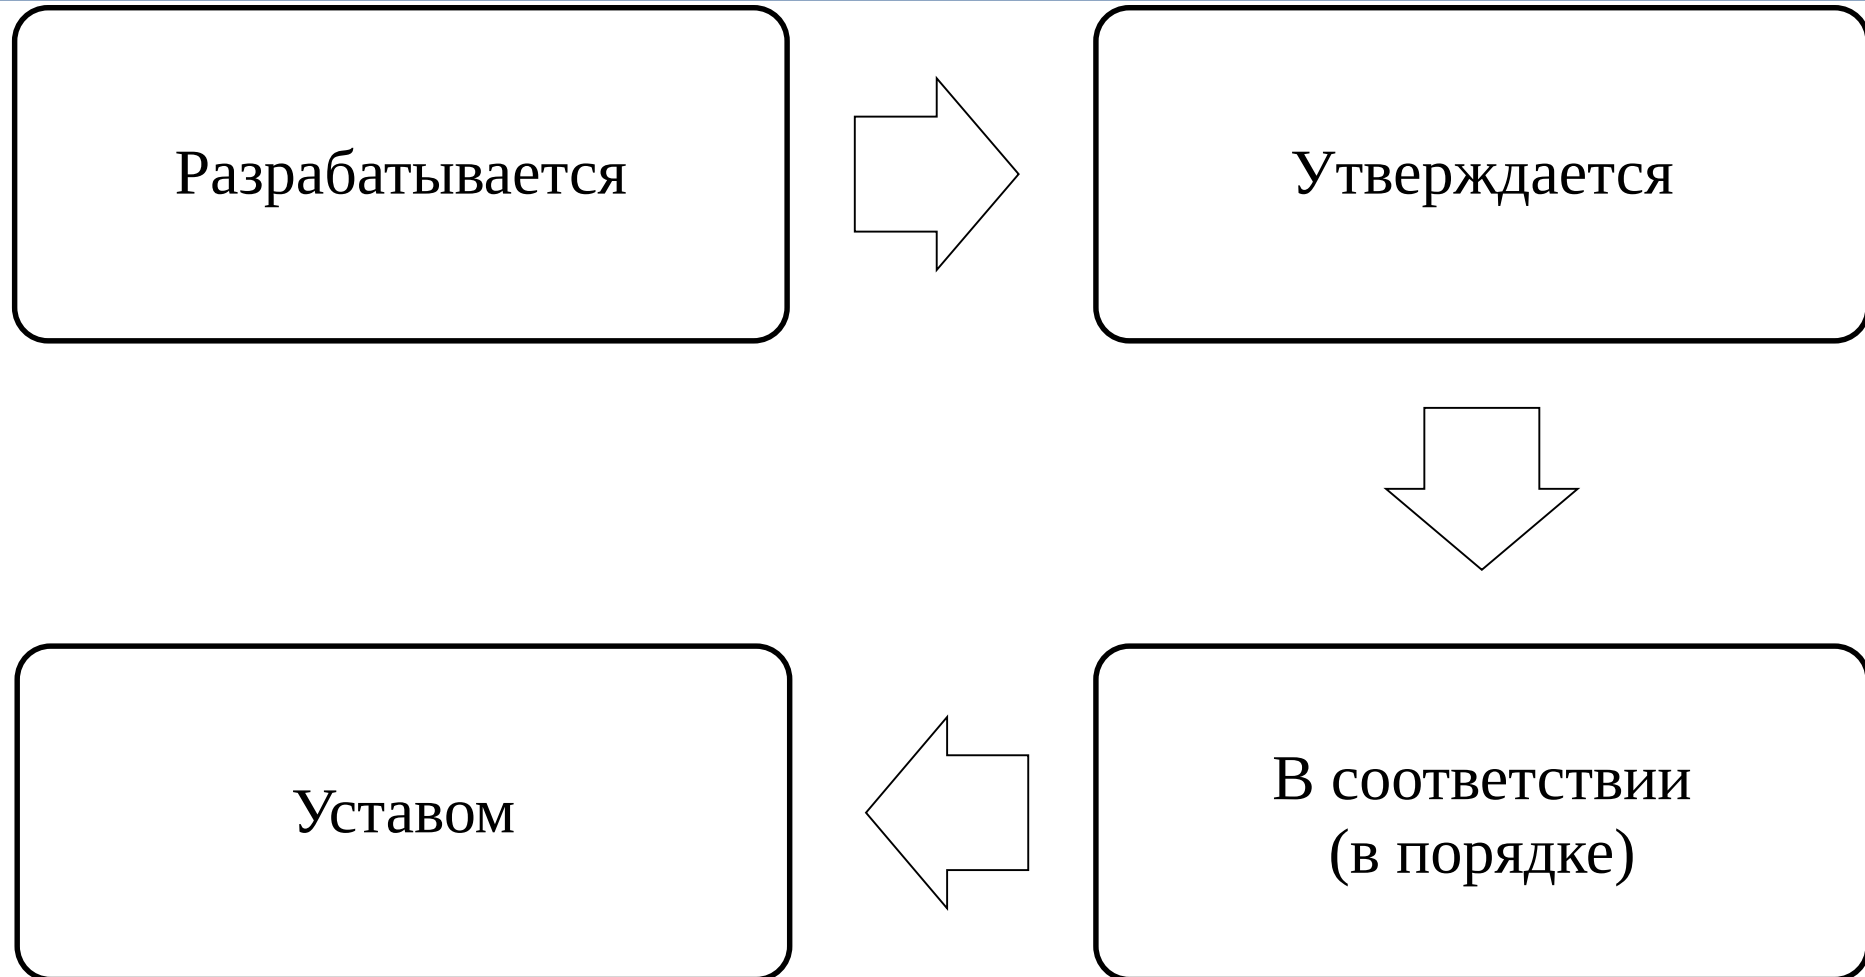 Разрабатывается
Утверждается
В соответствии
(в порядке)
Уставом